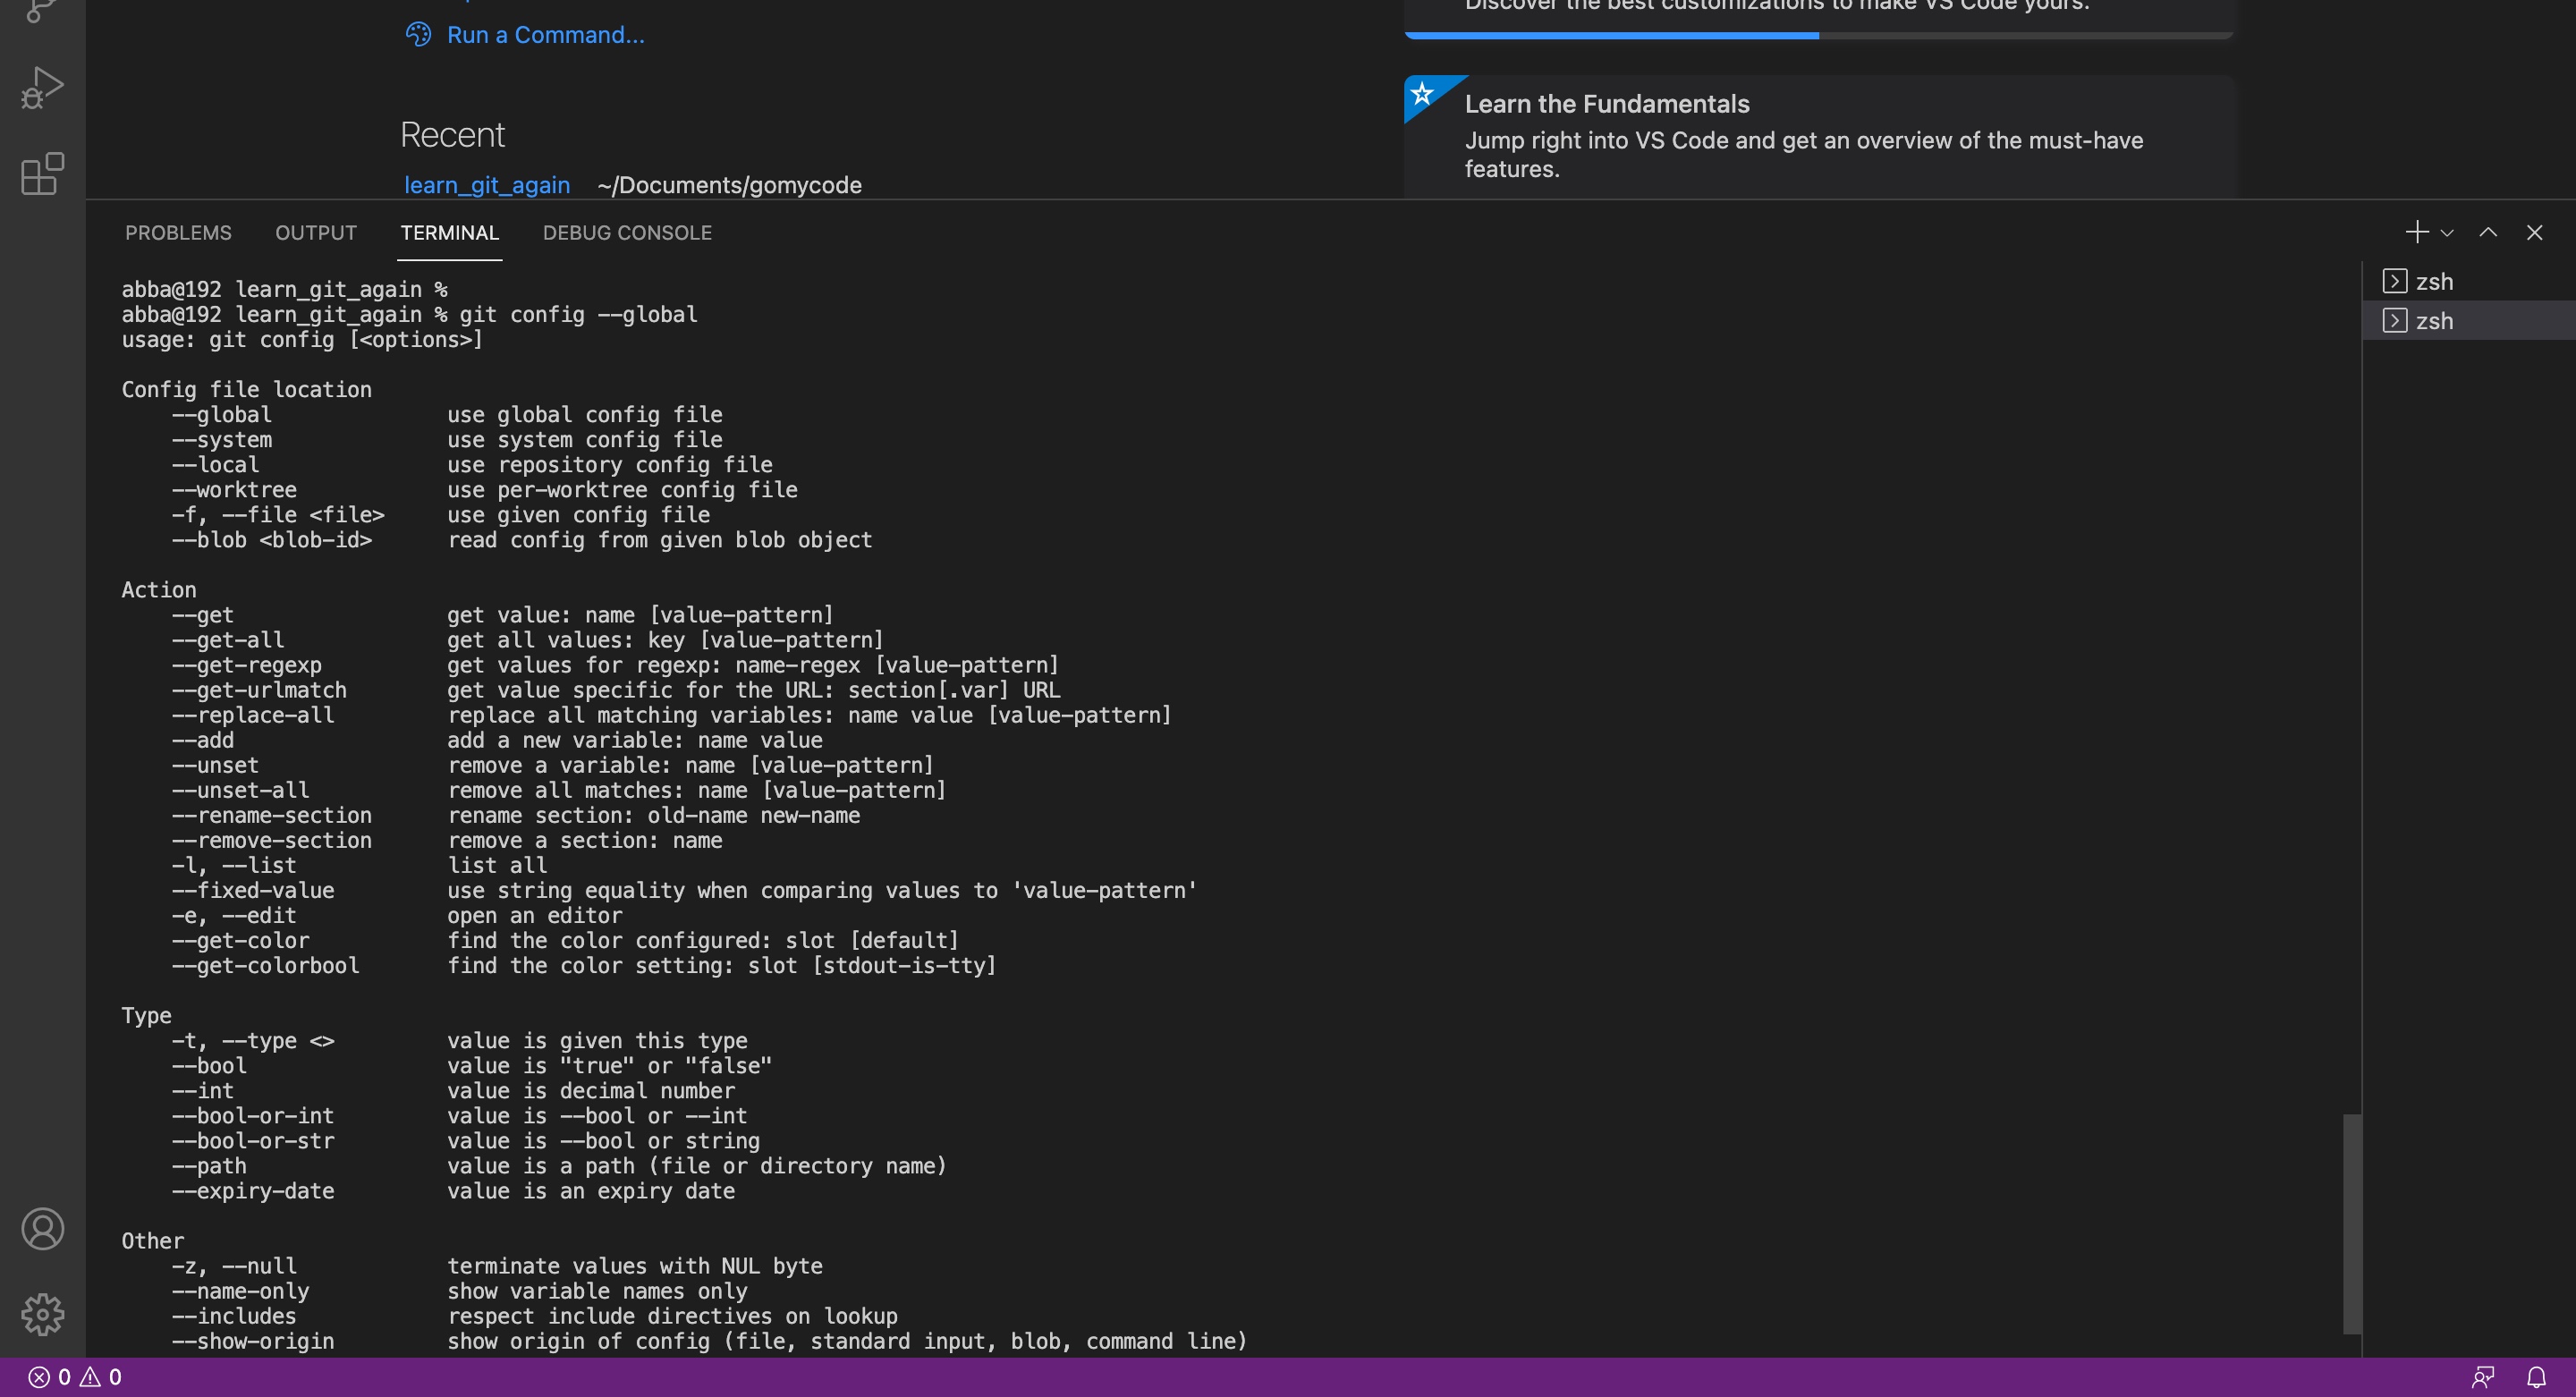 Discover the best customizations to make VS Code yours.
Run a Command...
Learn the Fundamentals
Jump right into VS Code and get an overview of the must-have
features.
Recent
learn_git_again ~/Documents/gomycode
PROBLEMS OUTPUT TERMINAL DEBUG CONSOLE
zsh
zsh
abba@192 learn_git_again %
abba@192 learn_git_again % git config --global
usage: git config [<options>]
Config file location
--global use global config file
--system use system config file
--local use repository config file
--worktree use per-worktree config file
-f, --file <file> use given config file
--blob <blob-id> read config from given blob object
Action
--get get value: name [value-pattern]
--get-all get all values: key [value-pattern]
--get-regexp get values for regexp: name-regex [value-pattern]
--get-urlmatch get value specific for the URL: section[.var] URL
--replace-all replace all matching variables: name value [value-pattern]
--add add a new variable: name value
--unset remove a variable: name [value-pattern]
--unset-all remove all matches: name [value-pattern]
--rename-section rename section: old-name new-name
--remove-section remove a section: name
-l, --list list all
--fixed-value use string equality when comparing values to 'value-pattern'
-e, --edit open an editor
--get-color find the color configured: slot [default]
--get-colorbool find the color setting: slot [stdout-is-tty]
Type
-t, --type <> value is given this type
--bool value is "true" or "false"
--int value is decimal number
--bool-or-int value is --bool or --int
--bool-or-str value is --bool or string
--path value is a path (file or directory name)
--expiry-date value is an expiry date
Other
-z, --null terminate values with NUL byte
--name-only show variable names only
--includes respect include directives on lookup
--show-origin show origin of config (file, standard input, blob, command line)
0 0